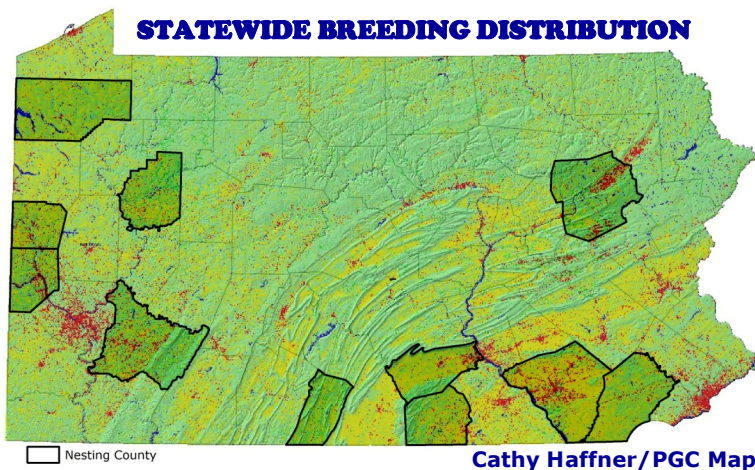 STATEWIDE BREEDING DISTRIBUTION
Nesting County
Cathy Haffner/PGC Map